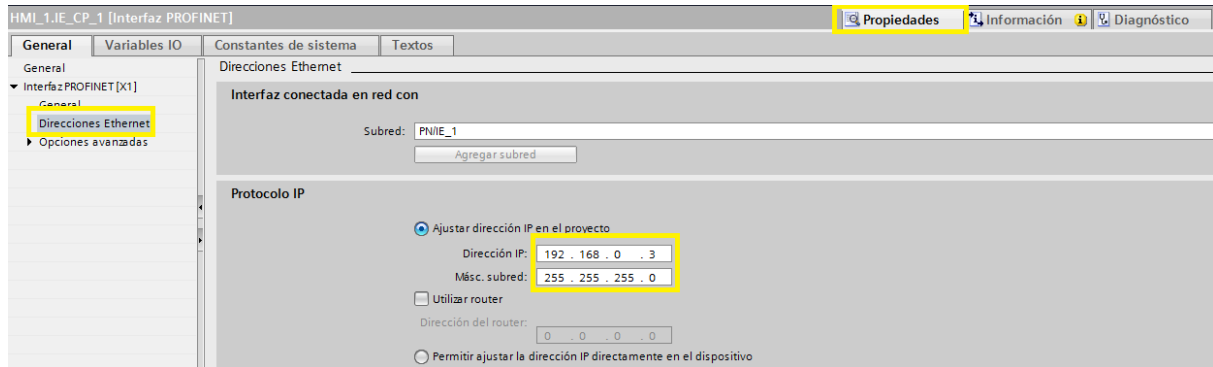 HMI_1.IE_CP_1 [Interfaz PROFINET]
Propiedades Información Diagnóstico
General Variables IO Constantes de sistema Textos
General
Interfaz PROFINET [X1]
General
Direcciones Ethernet
Opciones avanzadas
Direcciones Ethernet
Interfaz conectada en red con
Subred: PN/IE_1
Agregar subred
Protocolo IP
Ajustar dirección IP en el proyecto
Dirección IP: 192 . 168 . 0 . 3
Másc. subred: 255 . 255 . 255 . 0
Utilizar router
Dirección del router: 0 . 0 . 0 . 0
Permitir ajustar la dirección IP directamente en el dispositivo